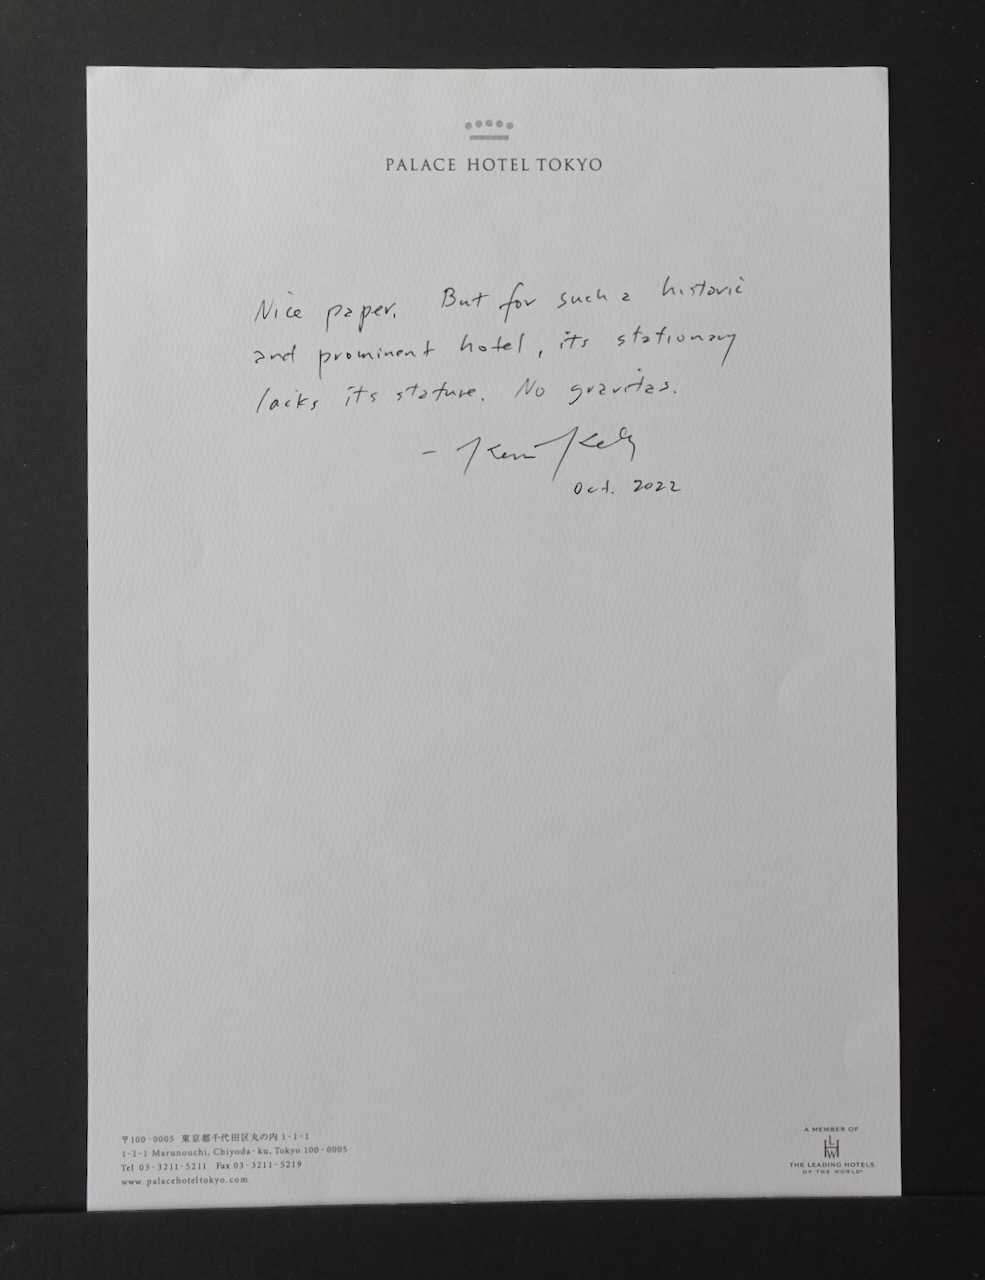 PALACE HOTEL TOKYO
Nice paper. But for such a historic
and prominent hotel, its stationary
lacks its stature. No gravitas.
- Kevin Kelly
Oct. 2022
〒100-0005 東京都千代田区丸の内 1-1-1
1-1-1 Marunouchi, Chiyoda-ku, Tokyo 100-0005
Tel 03-3211-5211 Fax 03-3211-5219
www.palacehoteltokyo.com
A MEMBER OF
LHW
THE LEADING HOTELS
OF THE WORLD®